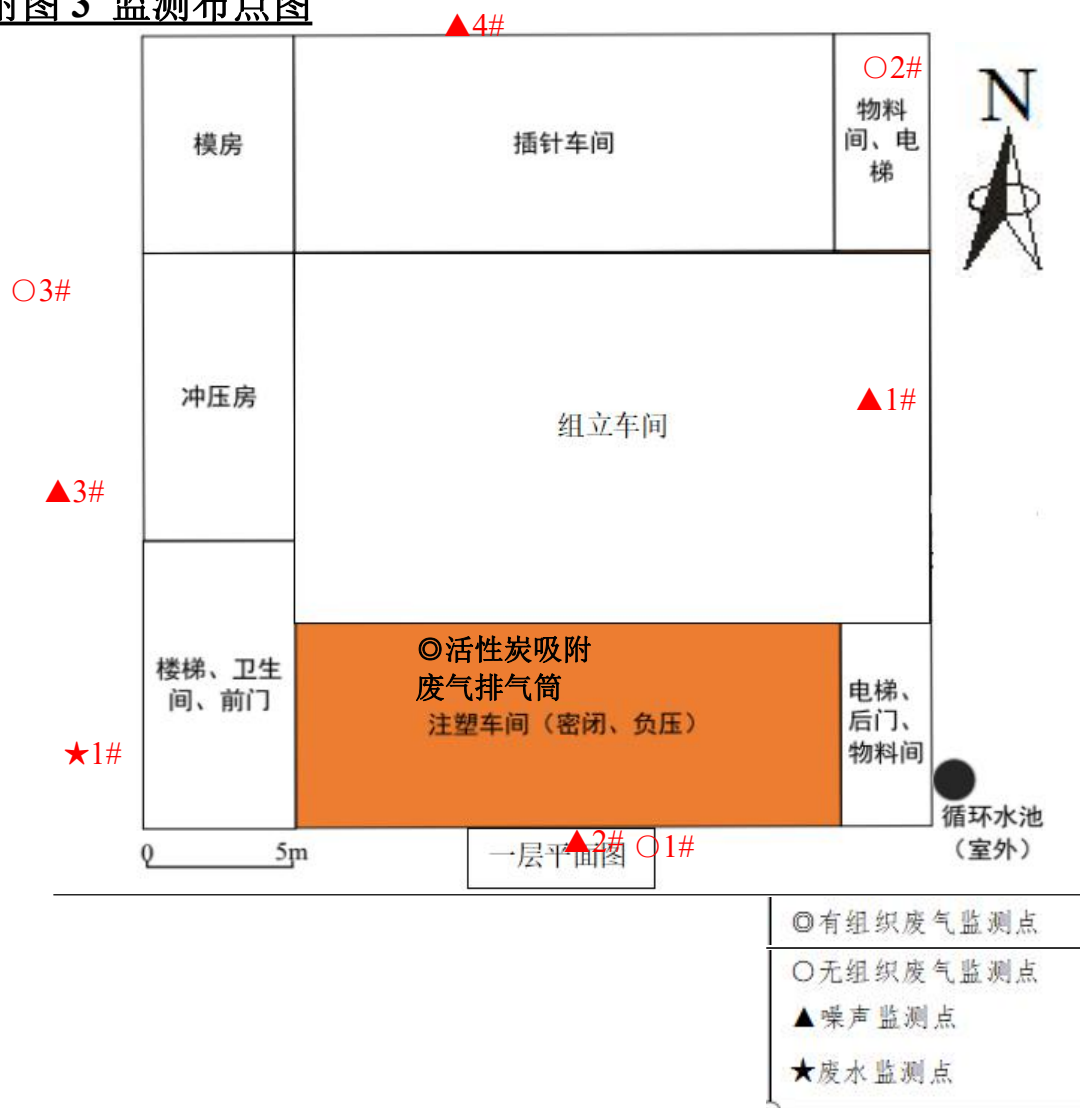 附图 3 监测布点图
▲4#
○2#
N
模房
插针车间
物料
间、电
梯
○3#
冲压房
组立车间
▲1#
▲3#
◎活性炭吸附
废气排气筒
楼梯、卫生
间、前门
注塑车间（密闭、负压）
电梯、
后门、
物料间
★1#
循环水池
（室外）
0 5m
一层平面图
▲2# ○1#
◎有组织废气监测点
○无组织废气监测点
▲噪声监测点
★废水监测点